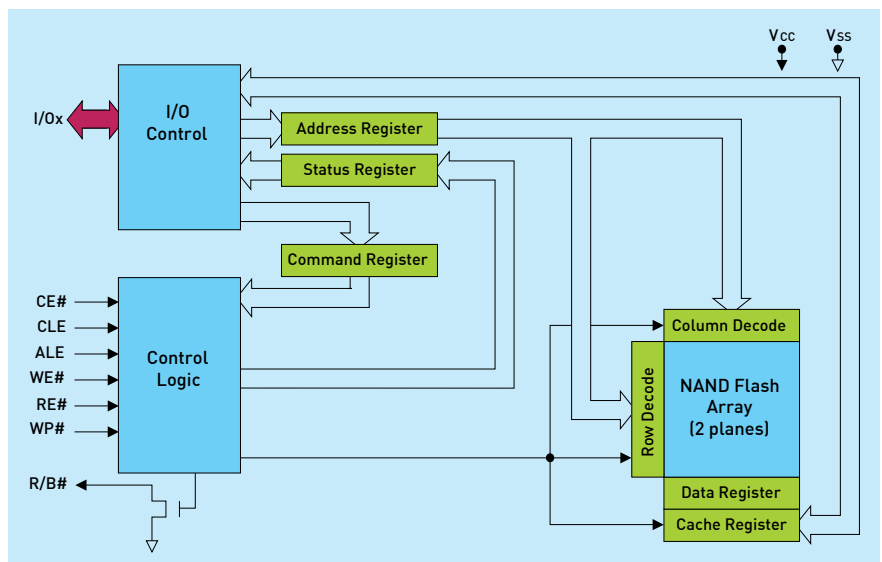 Vcc
Vss
I/Ox
I/O
Control
Address Register
Status Register
Command Register
CE#
CLE
ALE
WE#
RE#
WP#
R/B#
Control
Logic
Column Decode
Row Decode
NAND Flash
Array
(2 planes)
Data Register
Cache Register